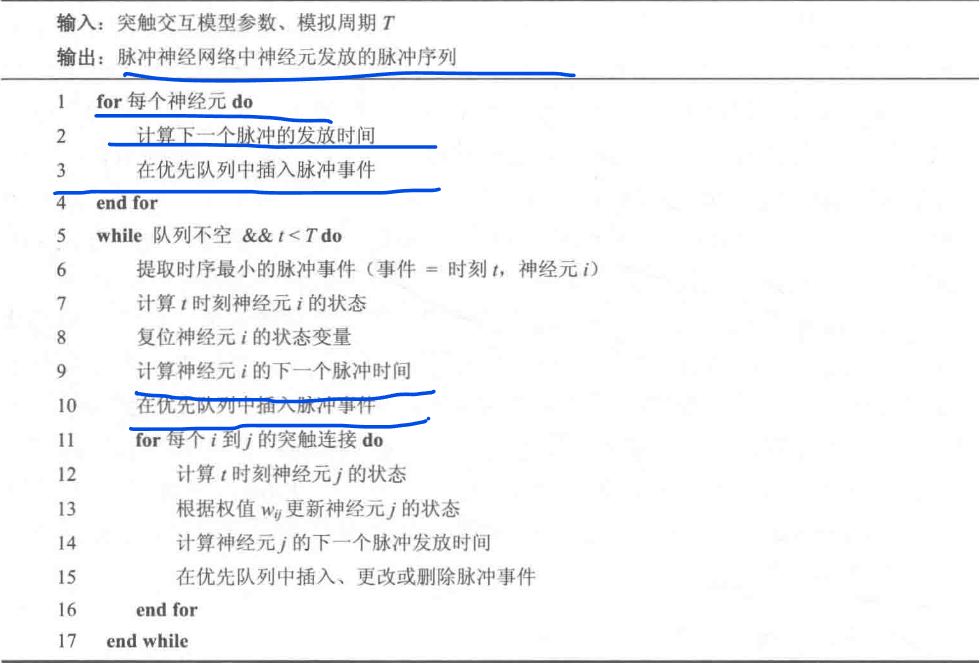 输入：突触交互模型参数、模拟周期 T
输出：脉冲神经网络中神经元发放的脉冲序列
1 for 每个神经元 do
2 计算下一个脉冲的发放时间
3 在优先队列中插入脉冲事件
4 end for
5 while 队列不空 && t < T do
6 提取时序最小的脉冲事件（事件 = 时刻 t，神经元 i）
7 计算 t 时刻神经元 i 的状态
8 复位神经元 i 的状态变量
9 计算神经元 i 的下一个脉冲时间
10 在优先队列中插入脉冲事件
11 for 每个 i 到 j 的突触连接 do
12 计算 t 时刻神经元 j 的状态
13 根据权值 wij 更新神经元 j 的状态
14 计算神经元 j 的下一个脉冲发放时间
15 在优先队列中插入、更改或删除脉冲事件
16 end for
17 end while